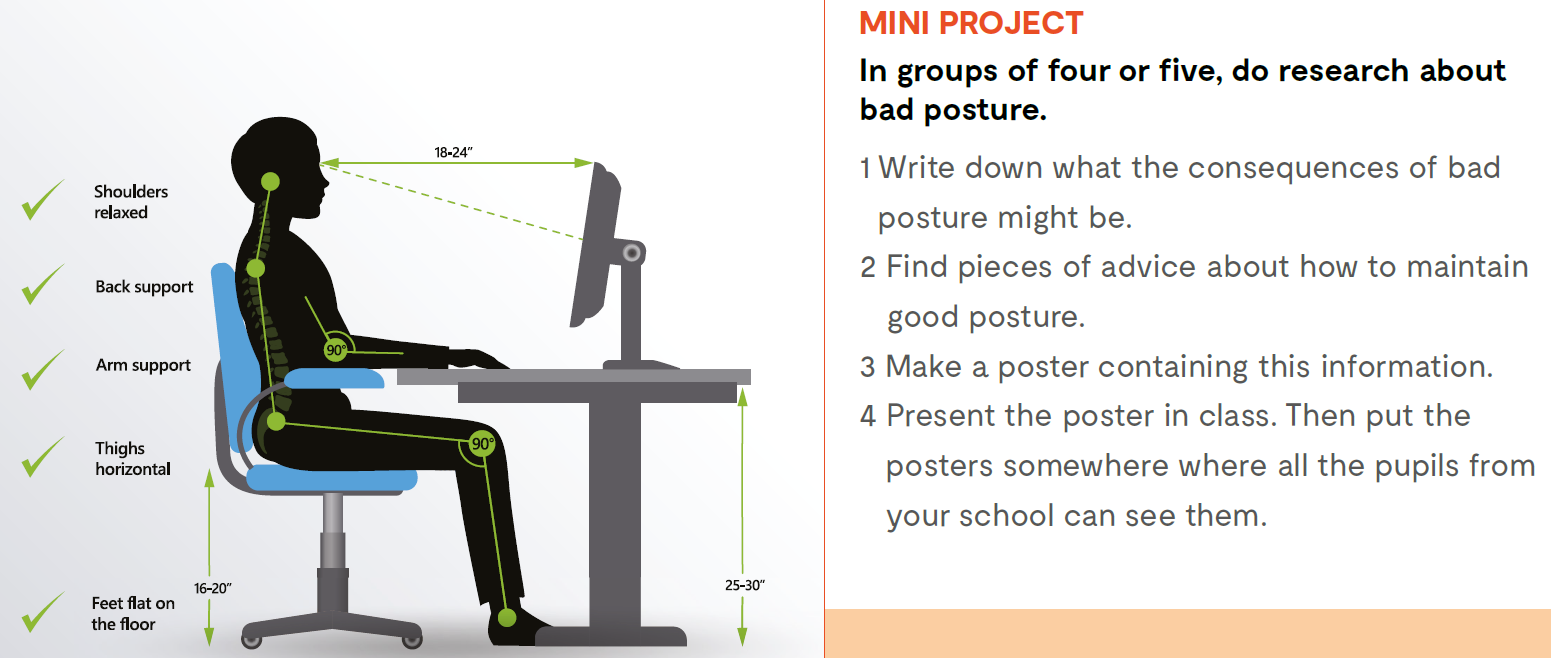 18-24”
Shoulders
relaxed
Back support
90°
Arm support
90°
Thighs
horizontal
16-20”
25-30”
Feet flat on
the floor
MINI PROJECT
In groups of four or five, do research about
bad posture.
1 Write down what the consequences of bad
posture might be.
2 Find pieces of advice about how to maintain
good posture.
3 Make a poster containing this information.
4 Present the poster in class. Then put the
posters somewhere where all the pupils from
your school can see them.